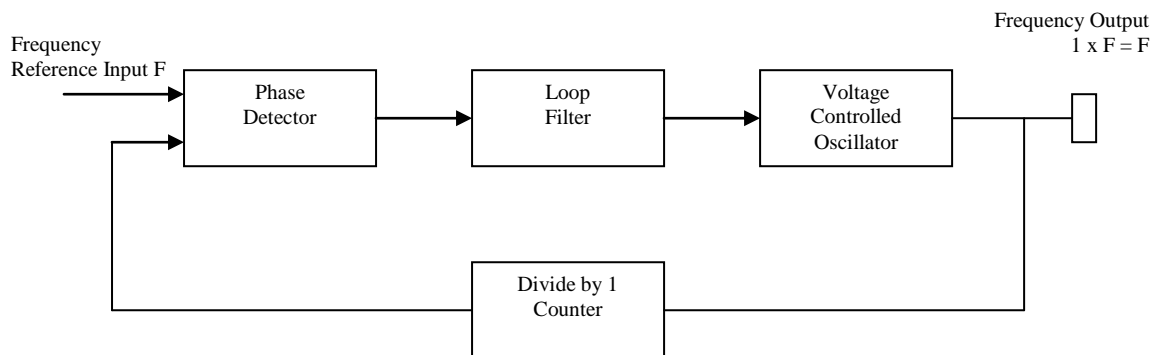 Frequency Output
1 x F = F
Frequency
Reference Input F
Phase
Detector
Loop
Filter
Voltage
Controlled
Oscillator
Divide by 1
Counter